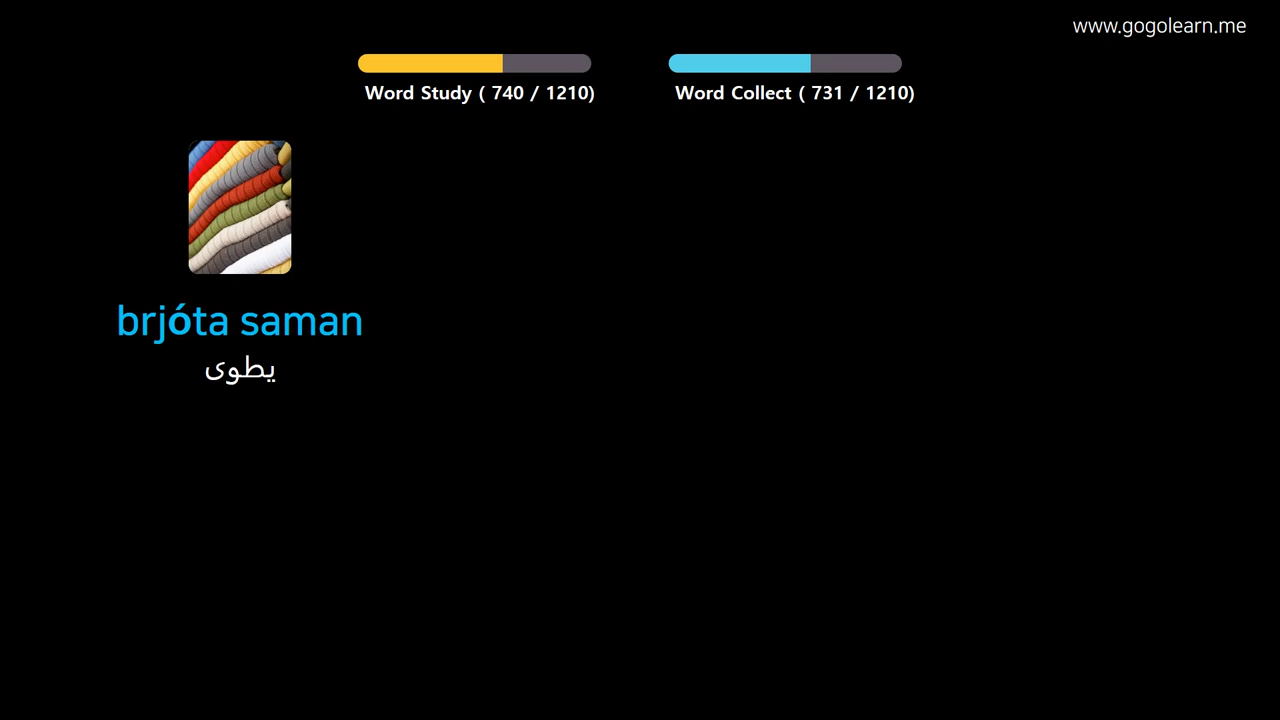 www.gogolearn.me
Word Study ( 740 / 1210)
Word Collect ( 731 / 1210)
brjóta saman
يطوى